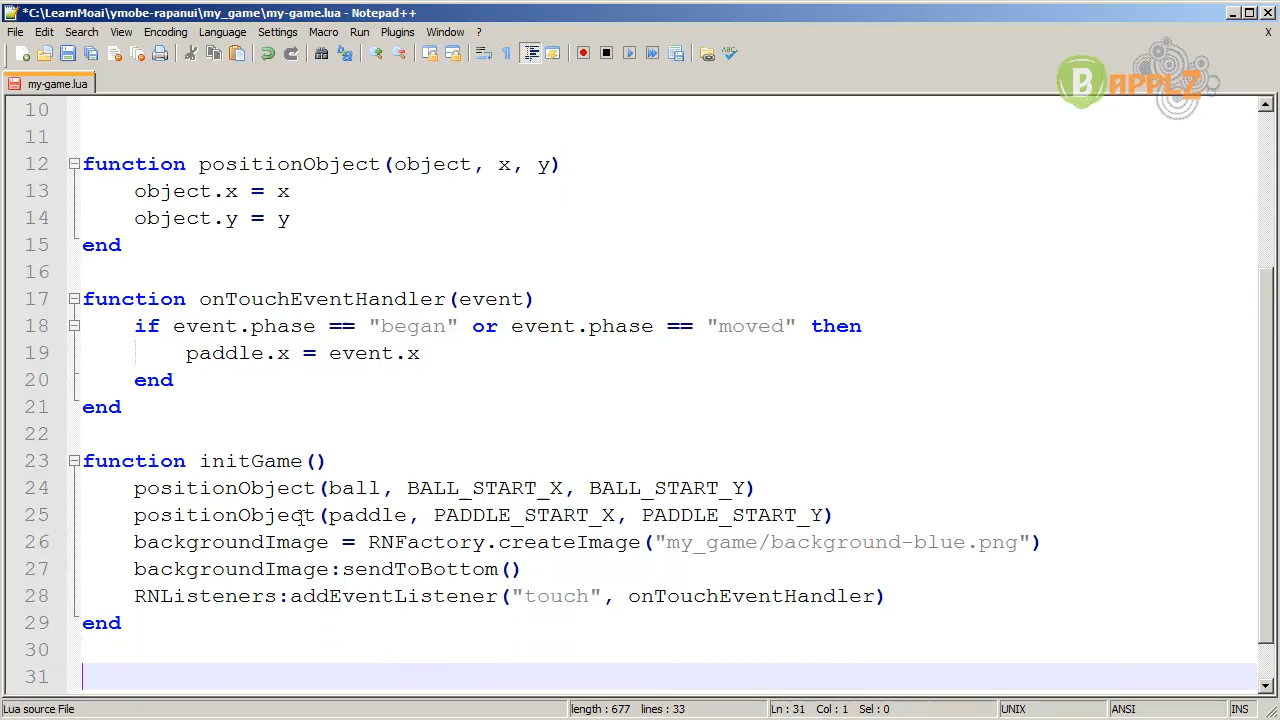 *C:\LearnMoai\ymobe-rapanui\my_game\my-game.lua - Notepad++
File Edit Search View Encoding Language Settings Macro Run Plugins Window ? X
my-game.lua
B APPLZ
10
11
12 function positionObject(object, x, y)
13 object.x = x
14 object.y = y
15 end
16
17 function onTouchEventHandler(event)
18 if event.phase == "began" or event.phase == "moved" then
19 paddle.x = event.x
20 end
21 end
22
23 function initGame()
24 positionObject(ball, BALL_START_X, BALL_START_Y)
25 positionObject(paddle, PADDLE_START_X, PADDLE_START_Y)
26 backgroundImage = RNFactory.createImage("my_game/background-blue.png")
27 backgroundImage:sendToBottom()
28 RNListeners:addEventListener("touch", onTouchEventHandler)
29 end
30
31
Lua source File length : 677 lines : 33 Ln : 31 Col : 1 Sel : 0 UNIX ANSI INS